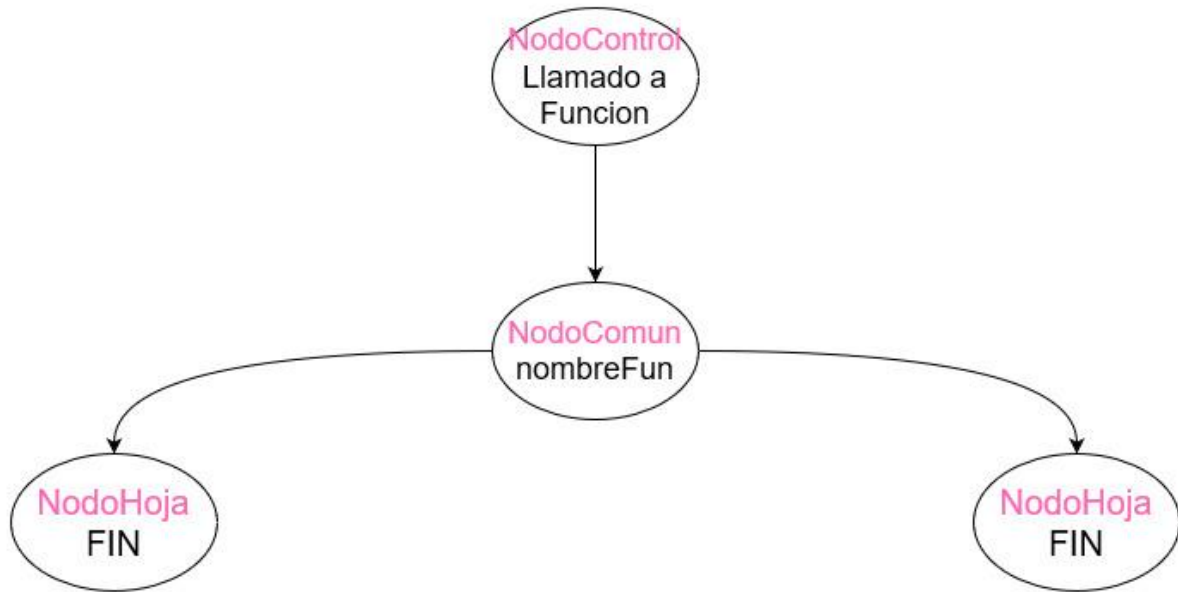 NodoControl
Llamado a
Funcion
NodoComun
nombreFun
NodoHoja
FIN
NodoHoja
FIN